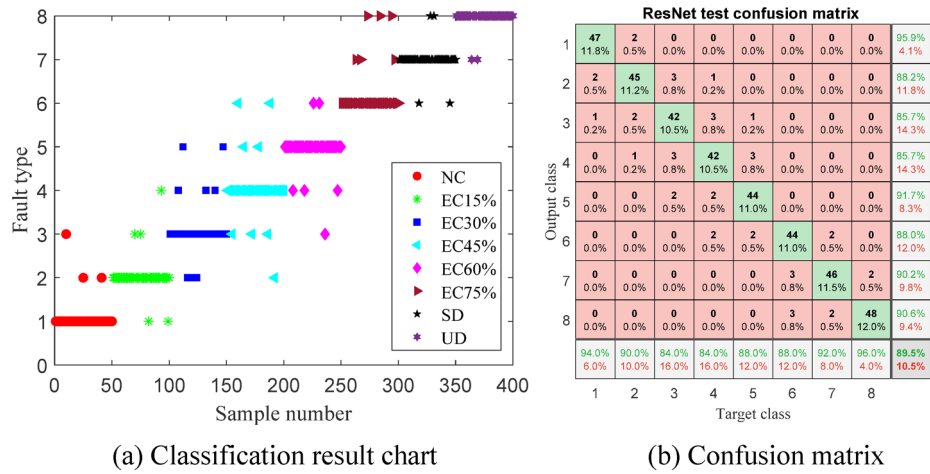 8
7
6
5
4
3
2
1
0
Fault type
0 50 100 150 200 250 300 350 400
Sample number
NC
EC15%
EC30%
EC45%
EC60%
EC75%
SD
UD
(a) Classification result chart
ResNet test confusion matrix
1 47 2 0 0 0 0 0 0 95.9%
11.8% 0.5% 0.0% 0.0% 0.0% 0.0% 0.0% 0.0% 4.1%
2 2 45 3 1 0 0 0 0 88.2%
0.5% 11.2% 0.8% 0.2% 0.0% 0.0% 0.0% 0.0% 11.8%
3 1 2 42 3 1 0 0 0 85.7%
0.2% 0.5% 10.5% 0.8% 0.2% 0.0% 0.0% 0.0% 14.3%
4 0 1 3 42 3 0 0 0 85.7%
0.0% 0.2% 0.8% 10.5% 0.8% 0.0% 0.0% 0.0% 14.3%
5 0 0 2 2 44 0 0 0 91.7%
0.0% 0.0% 0.5% 0.5% 11.0% 0.0% 0.0% 0.0% 8.3%
6 0 0 0 2 2 44 2 0 88.0%
0.0% 0.0% 0.0% 0.5% 0.5% 11.0% 0.5% 0.0% 12.0%
7 0 0 0 0 0 3 46 2 90.2%
0.0% 0.0% 0.0% 0.0% 0.0% 0.8% 11.5% 0.5% 9.8%
8 0 0 0 0 0 3 2 48 90.6%
0.0% 0.0% 0.0% 0.0% 0.0% 0.8% 0.5% 12.0% 9.4%
94.0% 90.0% 84.0% 84.0% 88.0% 88.0% 92.0% 96.0% 89.5%
6.0% 10.0% 16.0% 16.0% 12.0% 12.0% 8.0% 4.0% 10.5%
Output class
1 2 3 4 5 6 7 8
Target class
(b) Confusion matrix